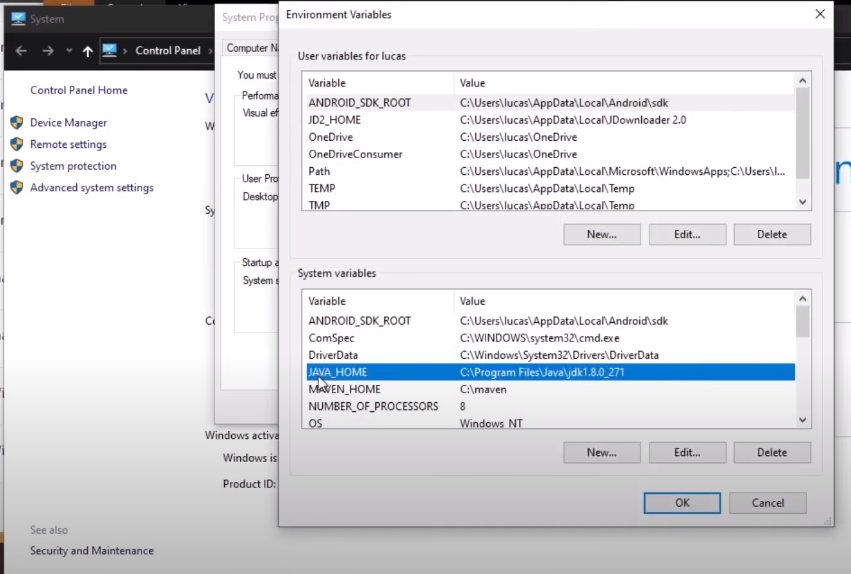 System
Control Panel
Control Panel Home
Device Manager
Remote settings
System protection
Advanced system settings
See also
Security and Maintenance
System Prop
Computer N
You must
Performa
Visual ef
User Pro
Desktop
Startup a
System s
Windows activa
Windows is
Product ID:
Environment Variables
User variables for lucas
Variable Value
ANDROID_SDK_ROOT C:\Users\lucas\AppData\Local\Android\sdk
JD2_HOME C:\Users\lucas\AppData\Local\JDownloader 2.0
OneDrive C:\Users\lucas\OneDrive
OneDriveConsumer C:\Users\lucas\OneDrive
Path C:\Users\lucas\AppData\Local\Microsoft\WindowsApps;C:\Users\l...
TEMP C:\Users\lucas\AppData\Local\Temp
TMP C:\Users\lucas\AppData\Local\Temp
New... Edit... Delete
System variables
Variable Value
ANDROID_SDK_ROOT C:\Users\lucas\AppData\Local\Android\sdk
ComSpec C:\WINDOWS\system32\cmd.exe
DriverData C:\Windows\System32\Drivers\DriverData
JAVA_HOME C:\Program Files\Java\jdk1.8.0_271
MAVEN_HOME C:\maven
NUMBER_OF_PROCESSORS 8
OS Windows_NT
New... Edit... Delete
OK Cancel